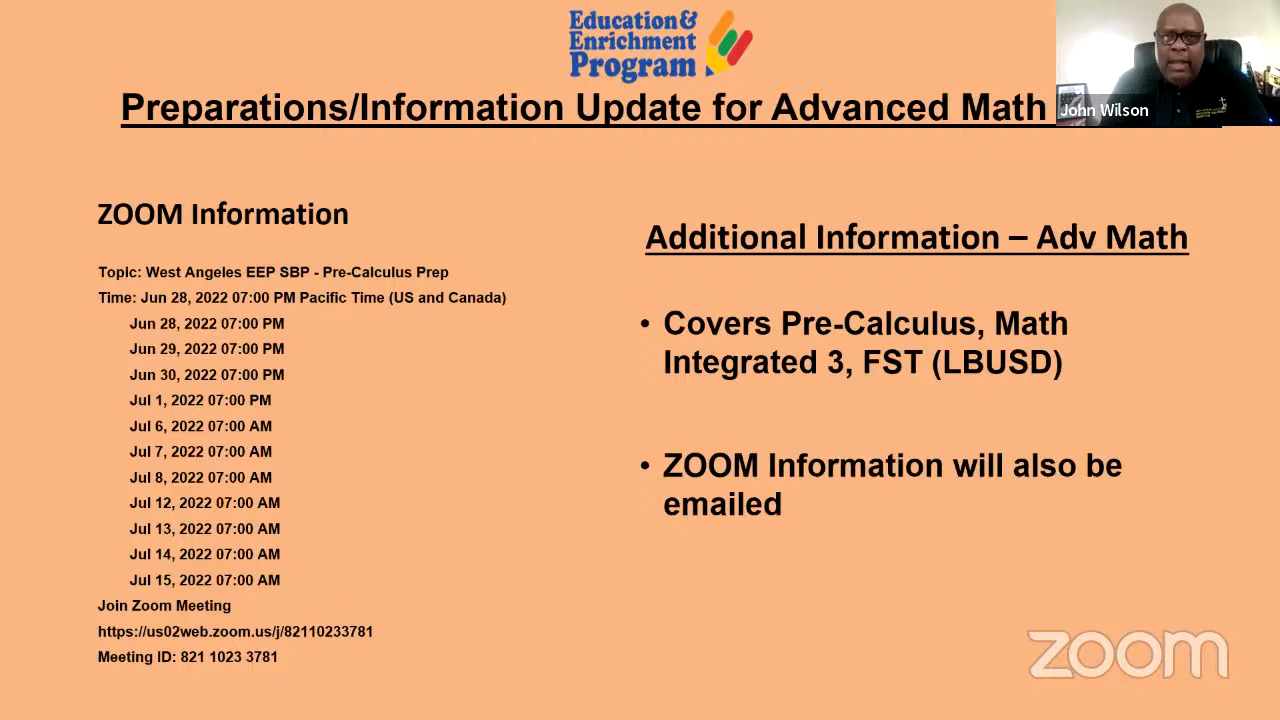 Education &
Enrichment
Program
Preparations/Information Update for Advanced Math
John Wilson
ZOOM Information
Topic: West Angeles EEP SBP - Pre-Calculus Prep
Time: Jun 28, 2022 07:00 PM Pacific Time (US and Canada)
Jun 28, 2022 07:00 PM
Jun 29, 2022 07:00 PM
Jun 30, 2022 07:00 PM
Jul 1, 2022 07:00 PM
Jul 6, 2022 07:00 AM
Jul 7, 2022 07:00 AM
Jul 8, 2022 07:00 AM
Jul 12, 2022 07:00 AM
Jul 13, 2022 07:00 AM
Jul 14, 2022 07:00 AM
Jul 15, 2022 07:00 AM
Join Zoom Meeting
https://us02web.zoom.us/j/82110233781
Meeting ID: 821 1023 3781
Additional Information – Adv Math
• Covers Pre-Calculus, Math
Integrated 3, FST (LBUSD)
• ZOOM Information will also be
emailed
zoom